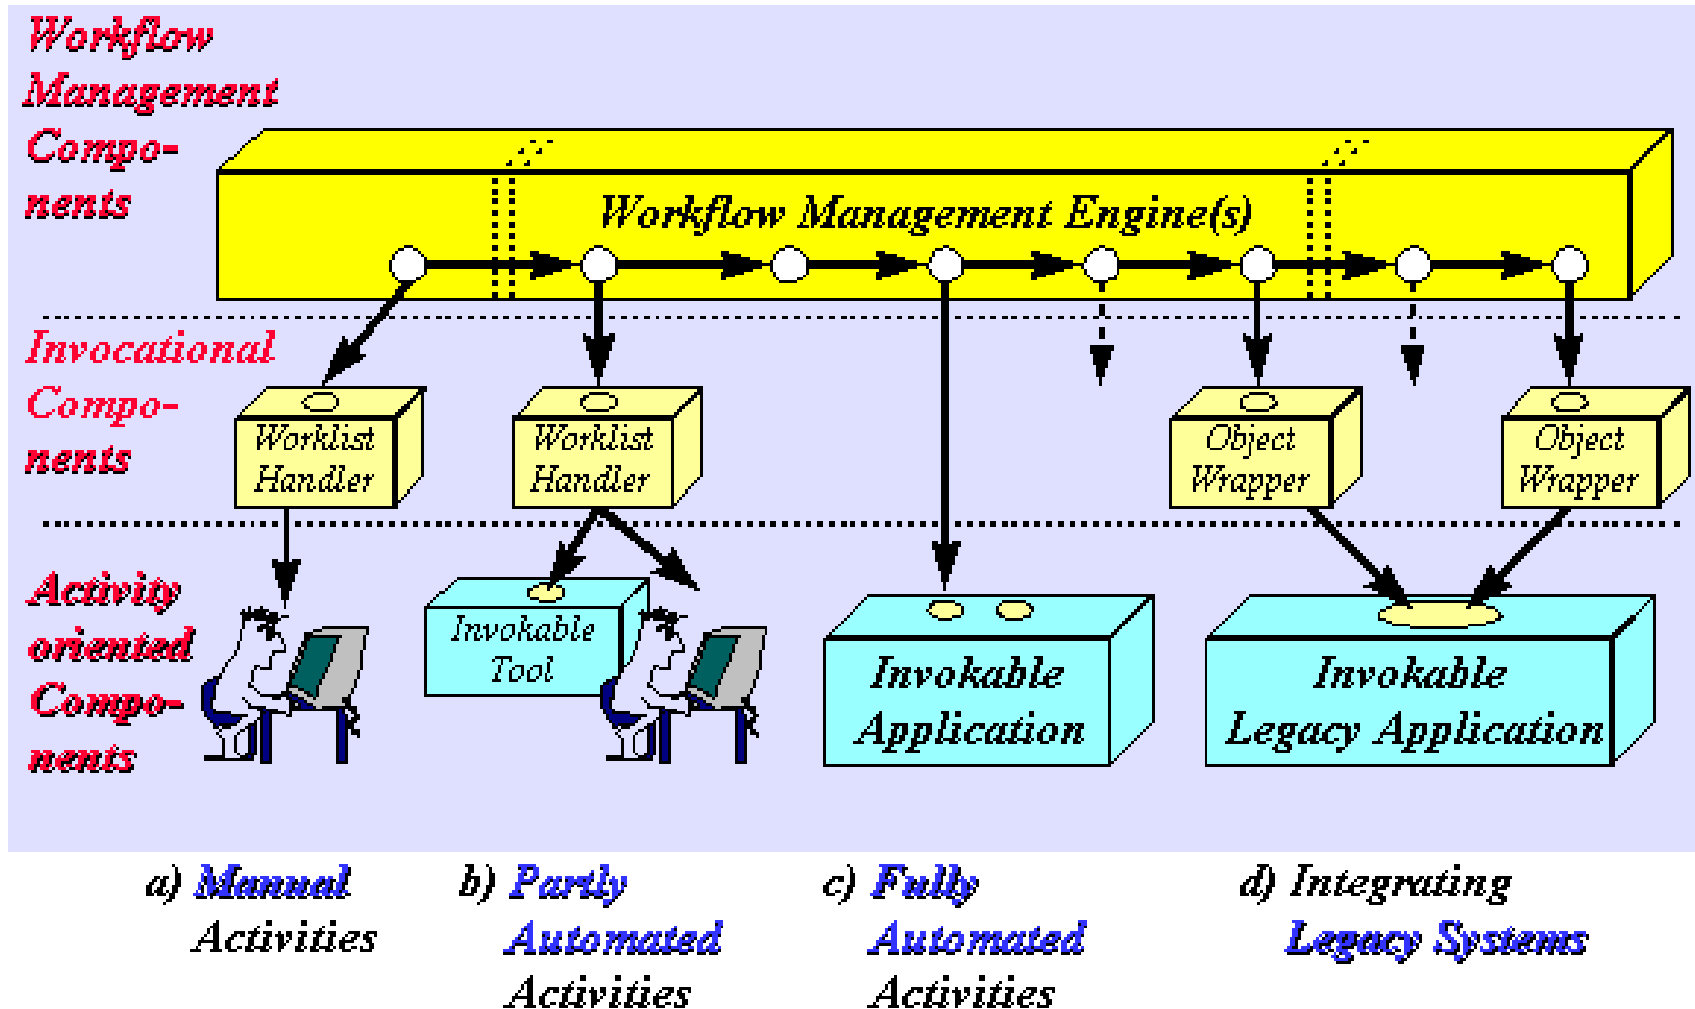 Workflow
Management
Compo-
nents
Workflow Management Engine(s)
Invocational
Compo-
nents
Worklist
Handler
Worklist
Handler
Object
Wrapper
Object
Wrapper
Activity
oriented
Compo-
nents
Invokable
Tool
Invokable
Application
Invokable
Legacy Application
a) Manual
Activities
b) Partly
Automated
Activities
c) Fully
Automated
Activities
d) Integrating
Legacy Systems